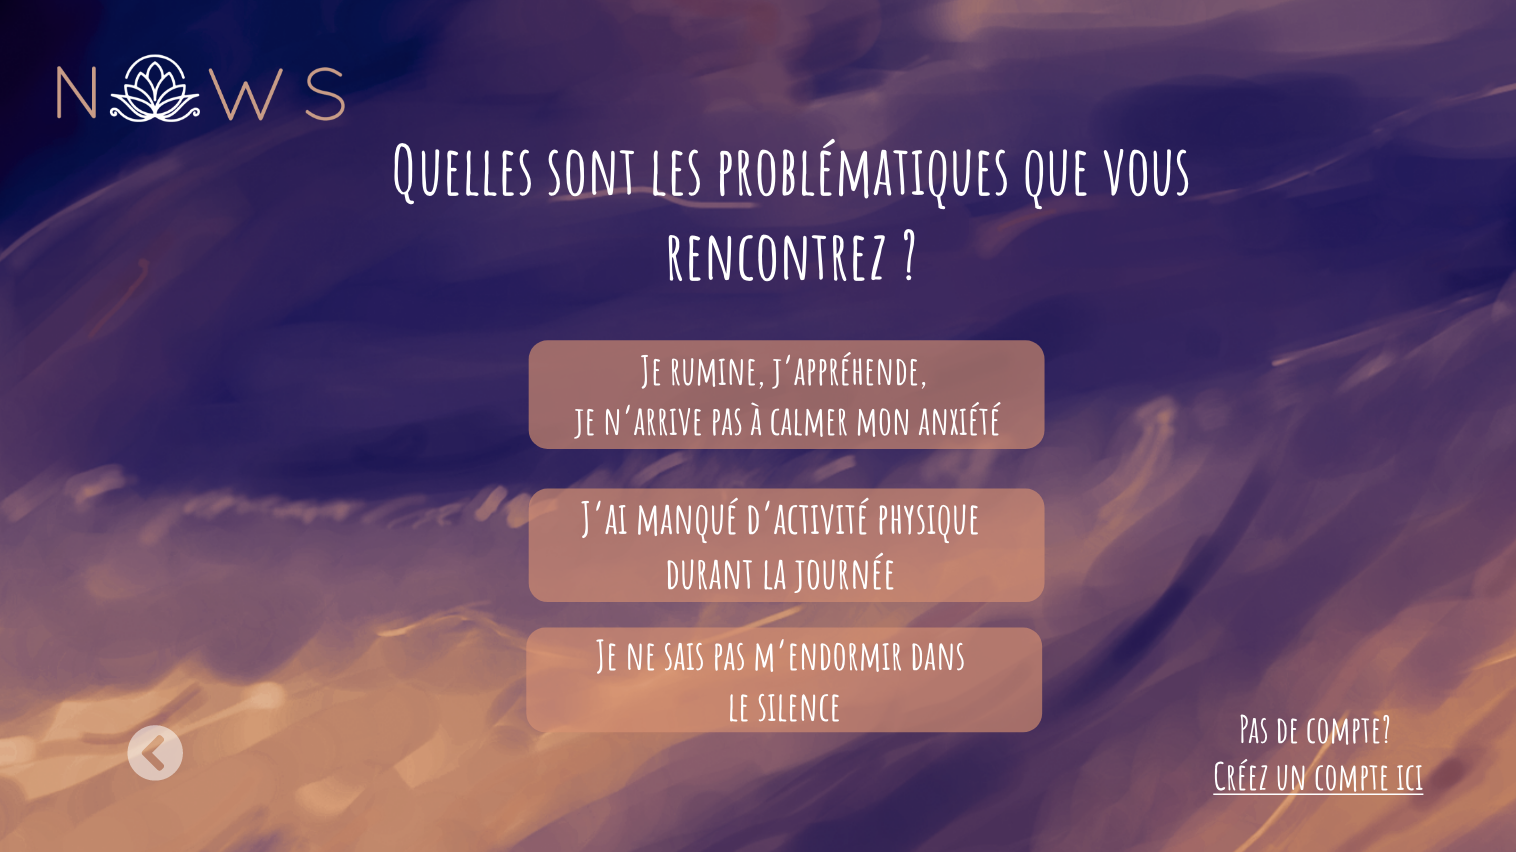 NOWS
Quelles sont les problématiques que vous
rencontrez ?
Je rumine, j'appréhende,
je n'arrive pas à calmer mon anxiété
J'ai manqué d'activité physique
durant la journée
Je ne sais pas m'endormir dans
le silence
Pas de compte?
Créez un compte ici